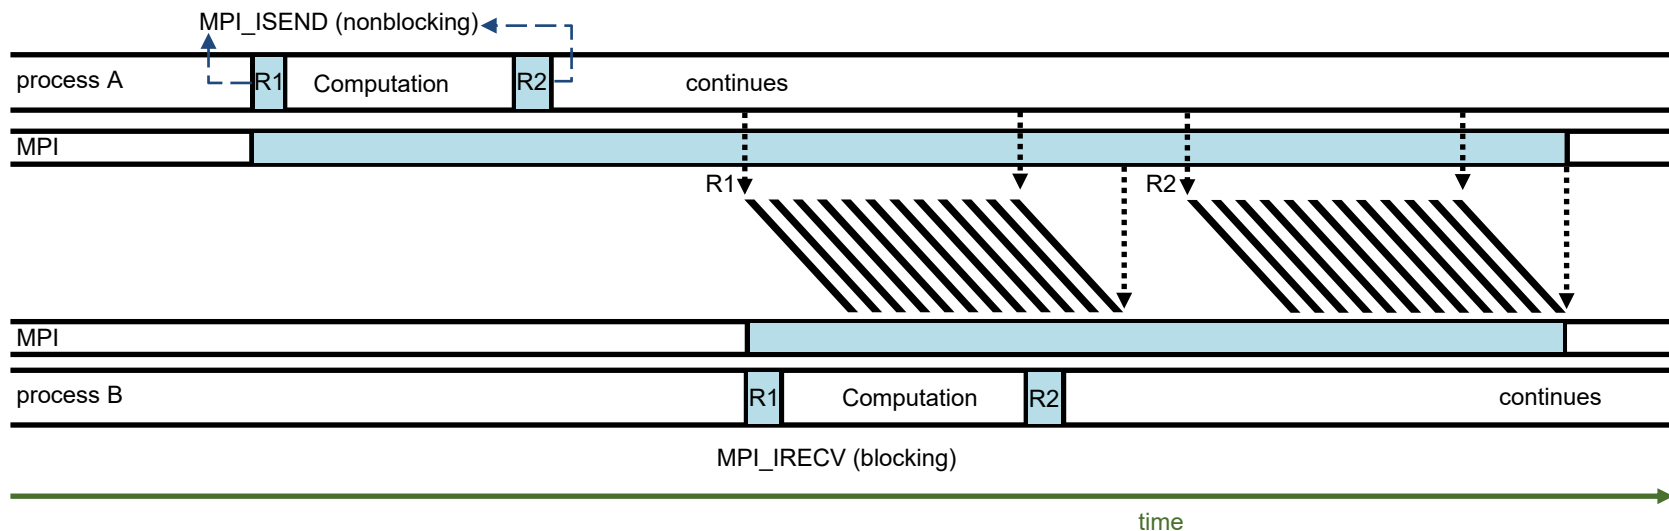 MPI_ISEND (nonblocking)
process A
R1
Computation
R2
continues
MPI
R1
R2
MPI
process B
R1
Computation
R2
continues
MPI_IRECV (blocking)
time